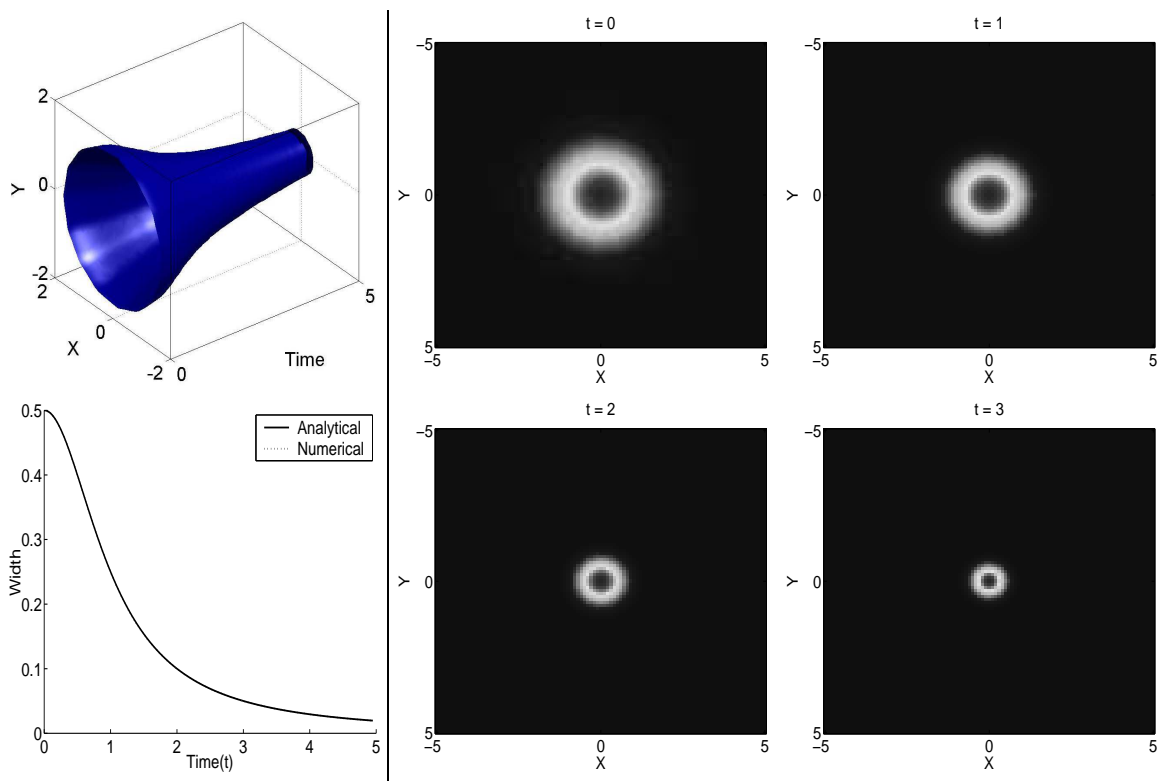 2
0
-2
Y
2
0
-2
X
0
5
Time
0.5
0.4
0.3
0.2
0.1
0
Width
Analytical
Numerical
0 1 2 3 4 5
Time(t)
t = 0
−5
0
5
Y
−5 0 5
X
t = 1
−5
0
5
Y
−5 0 5
X
t = 2
−5
0
5
Y
−5 0 5
X
t = 3
−5
0
5
Y
−5 0 5
X